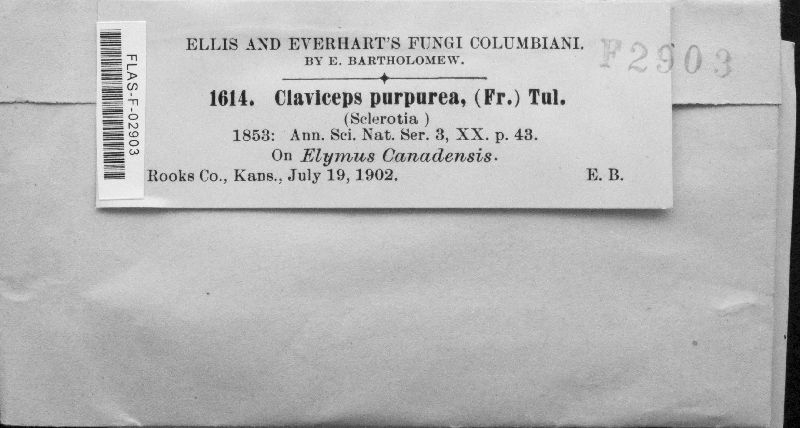 ELLIS AND EVERHART'S FUNGI COLUMBIANI.
BY E. BARTHOLOMEW.
F2903
1614. Claviceps purpurea, (Fr.) Tul.
(Sclerotia )
1853: Ann. Sci. Nat. Ser. 3, XX. p. 43.
On Elymus Canadensis.
Rooks Co., Kans., July 19, 1902. E. B.
FLAS-F-02903